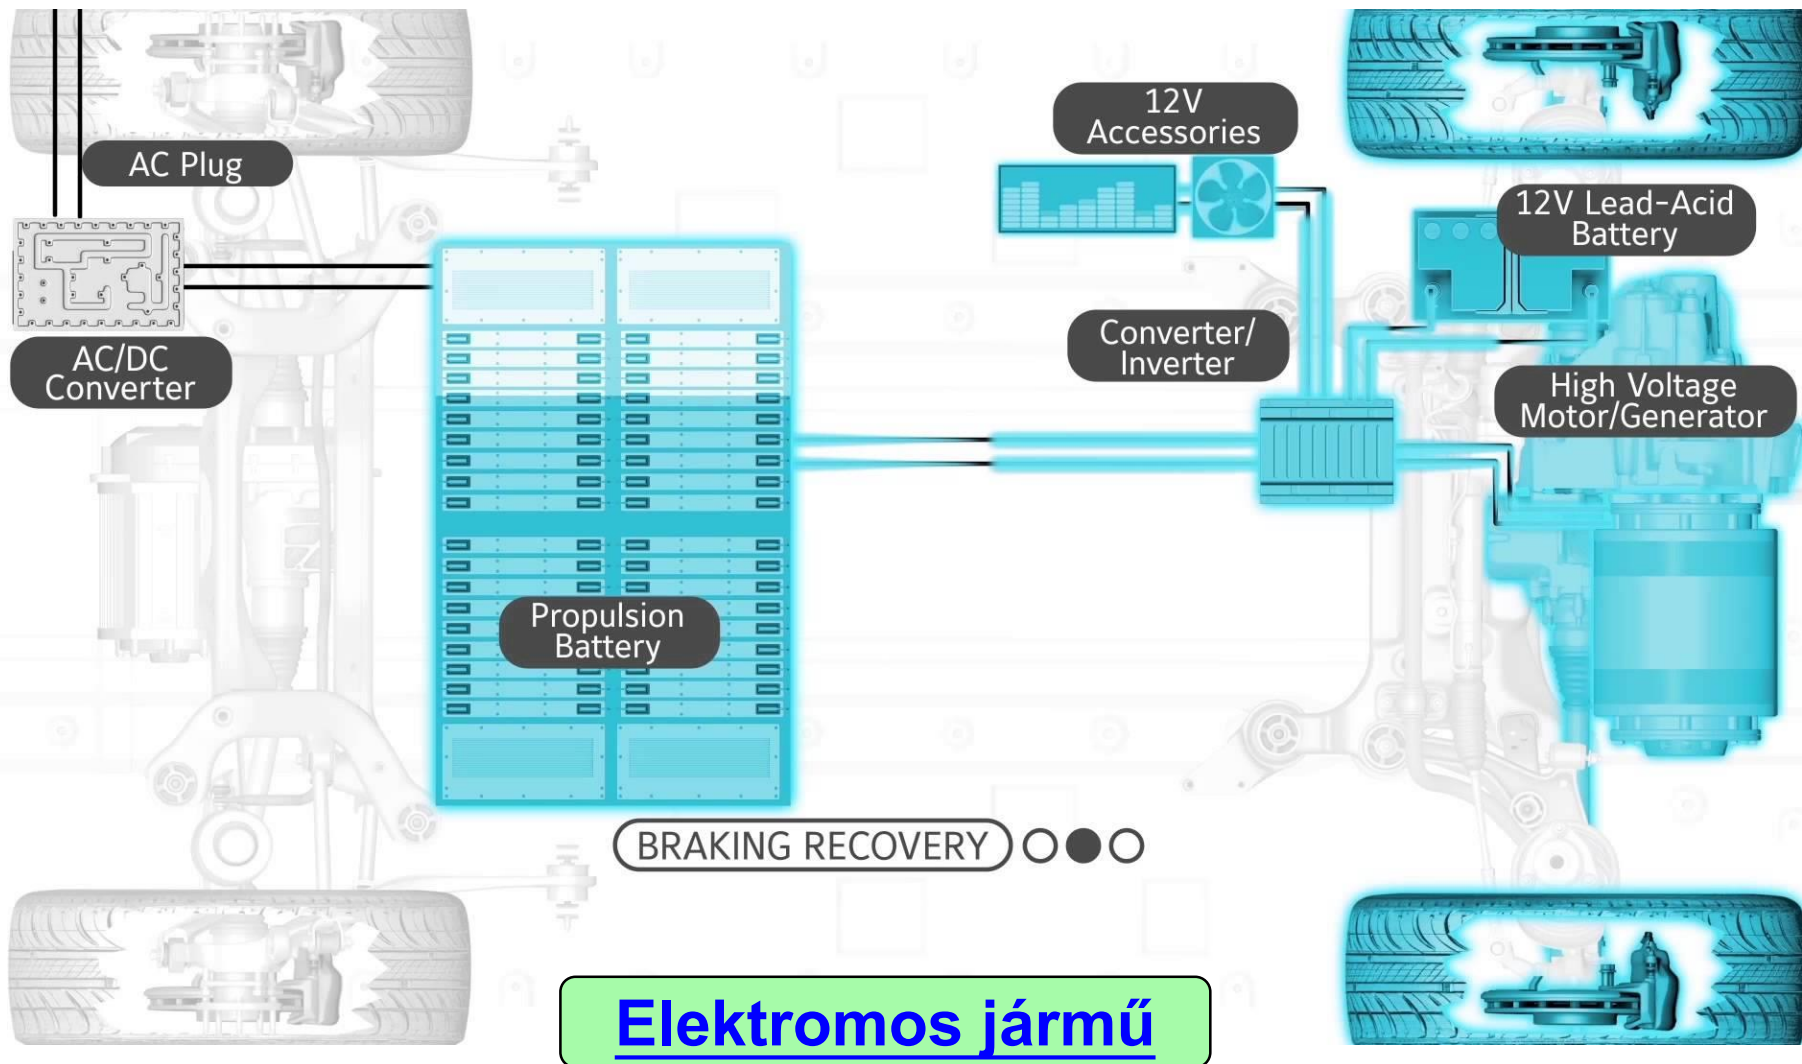 12V
Accessories
AC Plug
12V Lead-Acid
Battery
Converter/
Inverter
AC/DC
Converter
High Voltage
Motor/Generator
Propulsion
Battery
BRAKING RECOVERY
Elektromos jármű